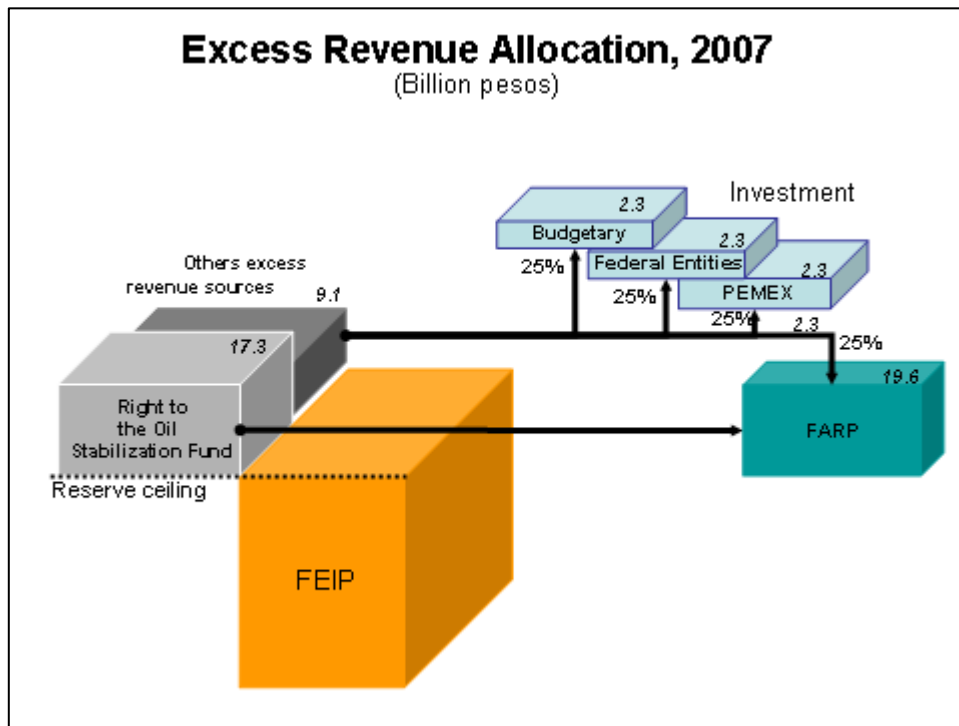 Excess Revenue Allocation, 2007
(Billion pesos)
Investment
2.3
Budgetary
2.3
Federal Entities
2.3
PEMEX
25%
25%
25%
2.3
25%
Others excess
revenue sources
9.1
17.3
Right to
the Oil
Stabilization Fund
Reserve ceiling
FEIP
19.6
FARP